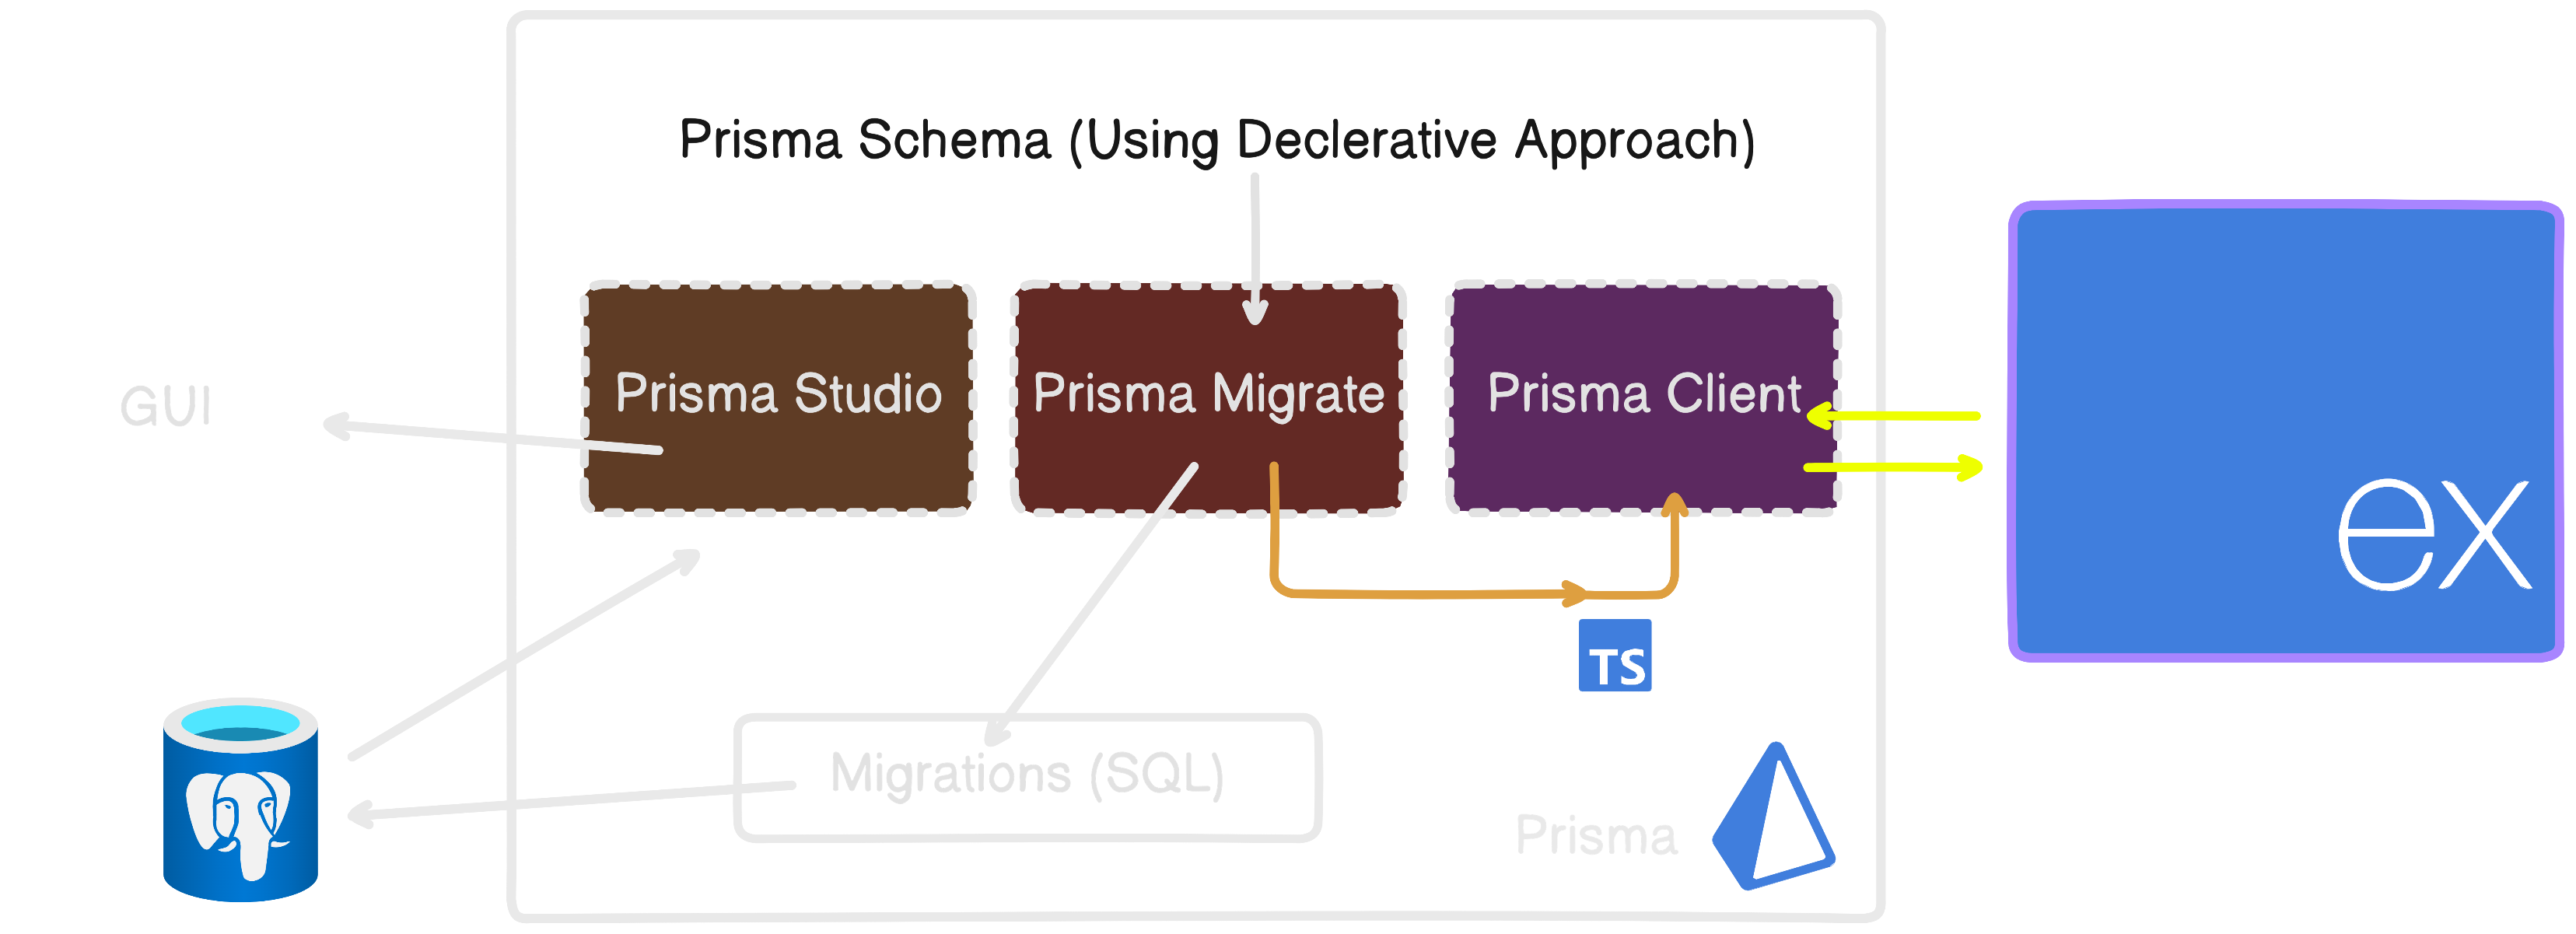 Prisma Schema (Using Declerative Approach)
GUI
Prisma Studio
Prisma Migrate
Prisma Client
ex
TS
Migrations (SQL)
Prisma